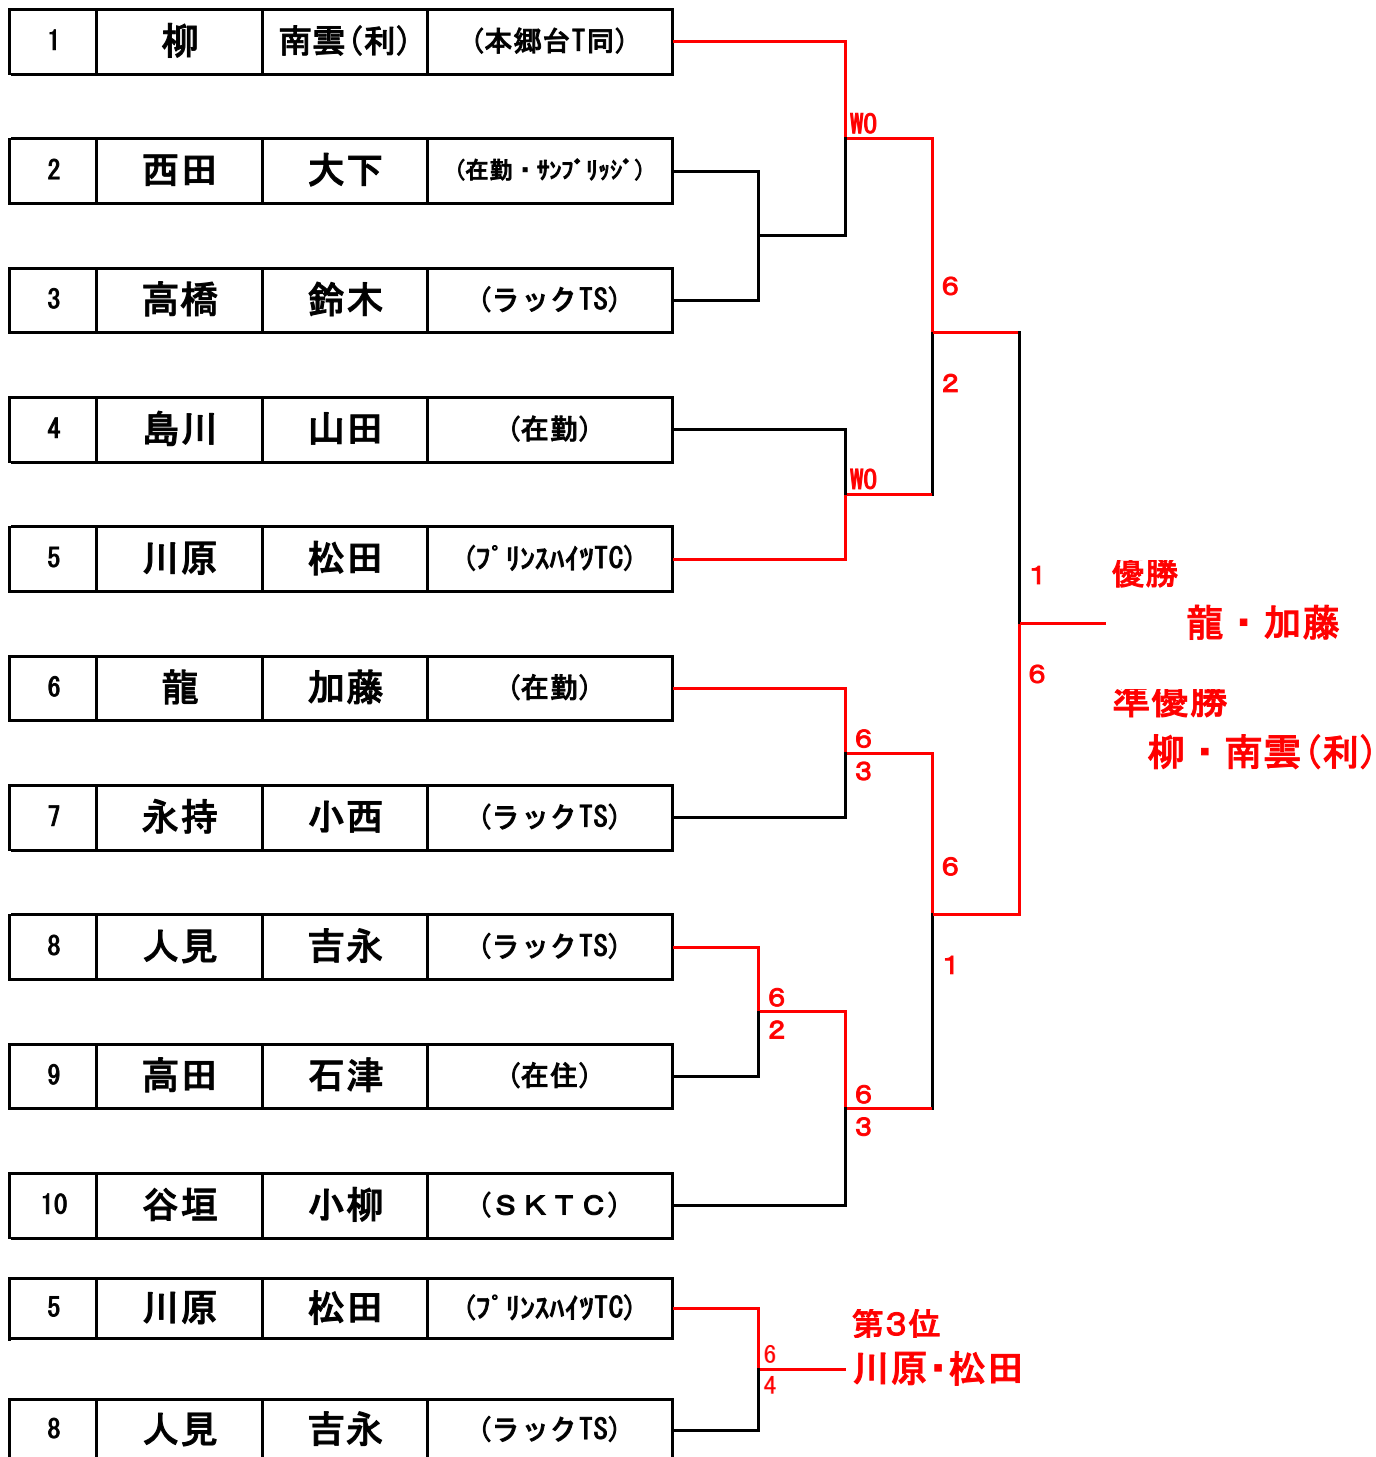 1 柳 南雲(利) (本郷台T同)
WO
2 西田 大下 (在勤・ｻﾝﾌﾞﾘｯｼﾞ)
3 高橋 鈴木 (ラックTS)
6
2
4 島川 山田 (在勤)
WO
5 川原 松田 (ﾌﾟﾘﾝｽﾊｲﾂTC)
1 優勝
龍・加藤
6
準優勝
柳・南雲(利)
6 龍 加藤 (在勤)
6
3
7 永持 小西 (ラックTS)
6
1
8 人見 吉永 (ラックTS)
6
2
9 高田 石津 (在住)
6
3
10 谷垣 小柳 (ＳＫＴＣ)
5 川原 松田 (ﾌﾟﾘﾝｽﾊｲﾂTC)
第3位
6
川原・松田
4
8 人見 吉永 (ラックTS)